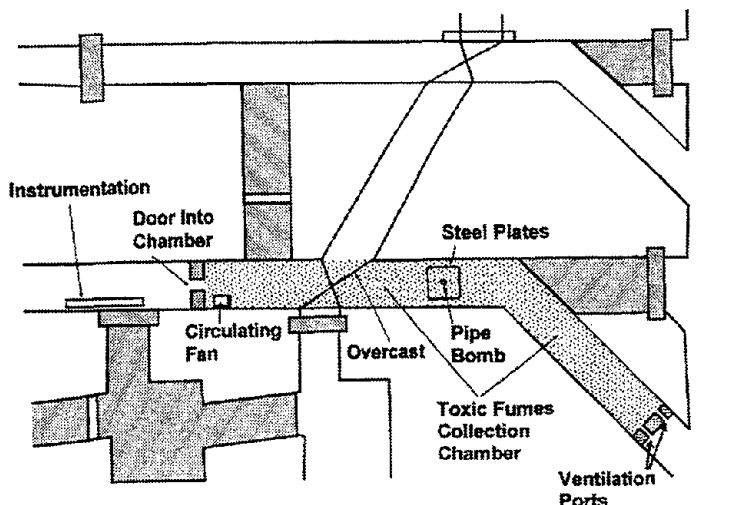 Instrumentation
Door Into
Chamber
Steel Plates
Circulating
Fan
Overcast
Pipe
Bomb
Toxic Fumes
Collection
Chamber
Ventilation
Ports